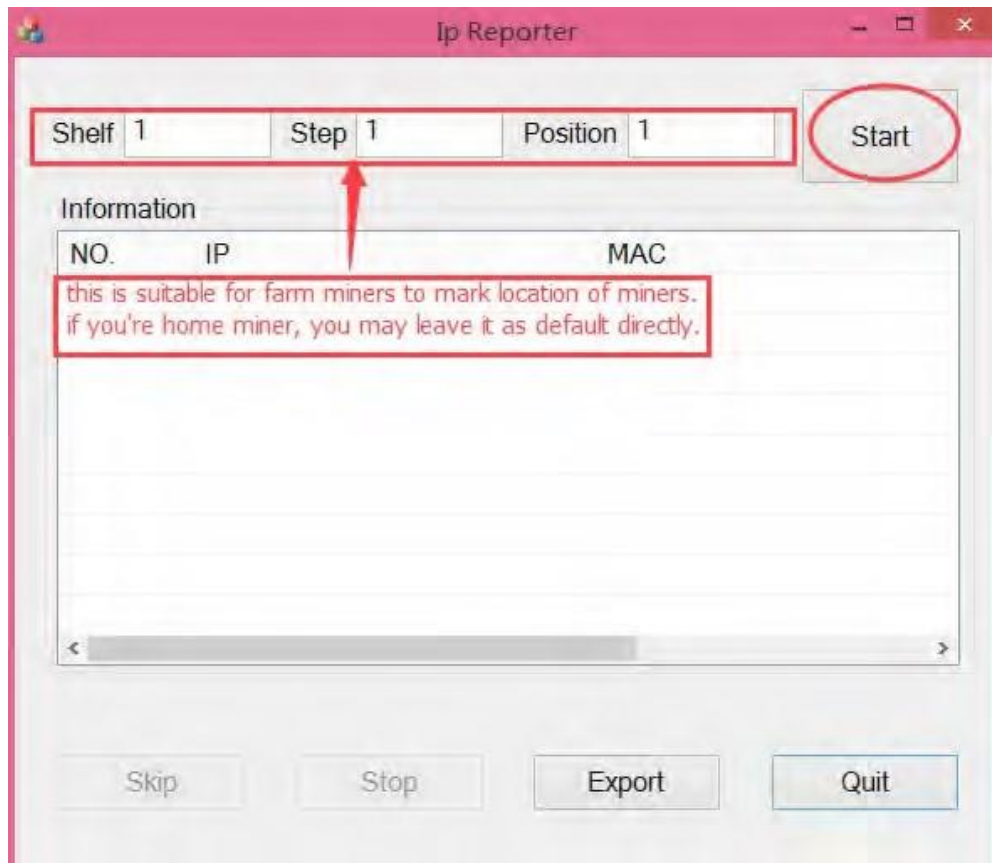 Ip Reporter
Shelf 1 Step 1 Position 1 Start
Information
NO. IP MAC
this is suitable for farm miners to mark location of miners.
if you're home miner, you may leave it as default directly.
Skip Stop Export Quit